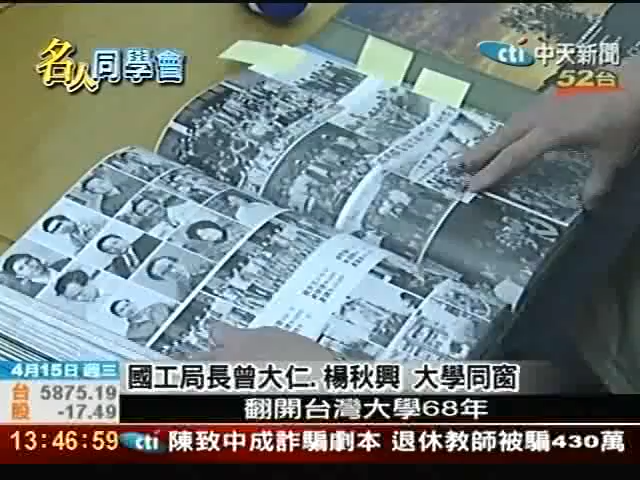 名人同學會
cti 中天新聞
52台
4月15日 週三
國工局長曾大仁.楊秋興 大學同窗
台股 5875.19
-17.49
翻開台灣大學68年
13:46:59 cti 陳致中成詐騙劇本 退休教師被騙430萬